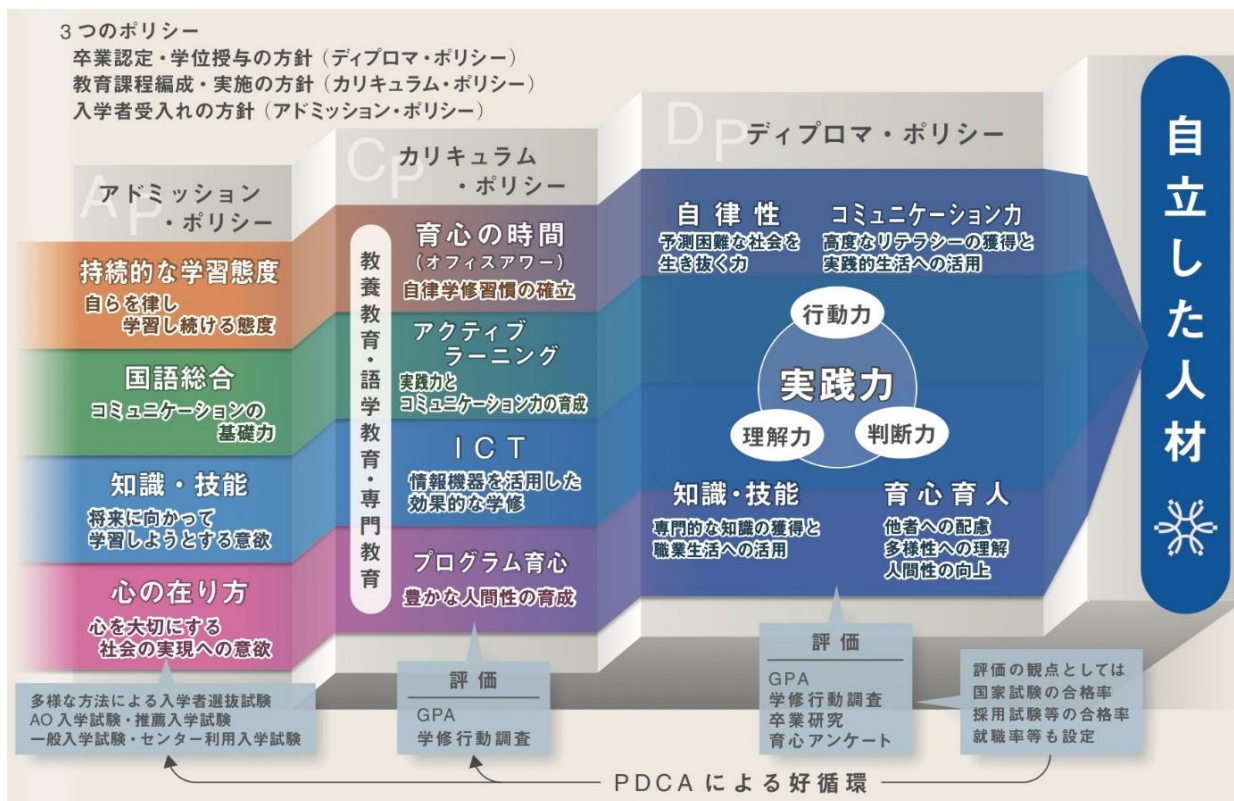 3つのポリシー
卒業認定・学位授与の方針（ディプロマ・ポリシー）
教育課程編成・実施の方針（カリキュラム・ポリシー）
入学者受入れの方針（アドミッション・ポリシー）
AP
アドミッション
・ポリシー
持続的な学習態度
自らを律し
学習し続ける態度
国語総合
コミュニケーションの
基礎力
知識・技能
将来に向かって
学習しようとする意欲
心の在り方
心を大切にする
社会の実現への意欲
多様な方法による入学者選抜試験
AO入学試験・推薦入学試験
一般入学試験・センター利用入学試験
CP
カリキュラム
・ポリシー
教養教育・語学教育・専門教育
育心の時間
（オフィスアワー）
自律学修習慣の確立
アクティブ
ラーニング
実践力と
コミュニケーション力の育成
ICT
情報機器を活用した
効果的な学修
プログラム育心
豊かな人間性の育成
評価
GPA
学修行動調査
DP
ディプロマ・ポリシー
自律性
予測困難な社会を
生き抜く力
コミュニケーション力
高度なリテラシーの獲得と
実践的生活への活用
行動力
実践力
理解力
判断力
知識・技能
専門的な知識の獲得と
職業生活への活用
育心育人
他者への配慮
多様性への理解
人間性の向上
評価
GPA
学修行動調査
卒業研究
育心アンケート
評価の観点としては
国家試験の合格率
採用試験等の合格率
就職率等も設定
自立した人材
PDCAによる好循環